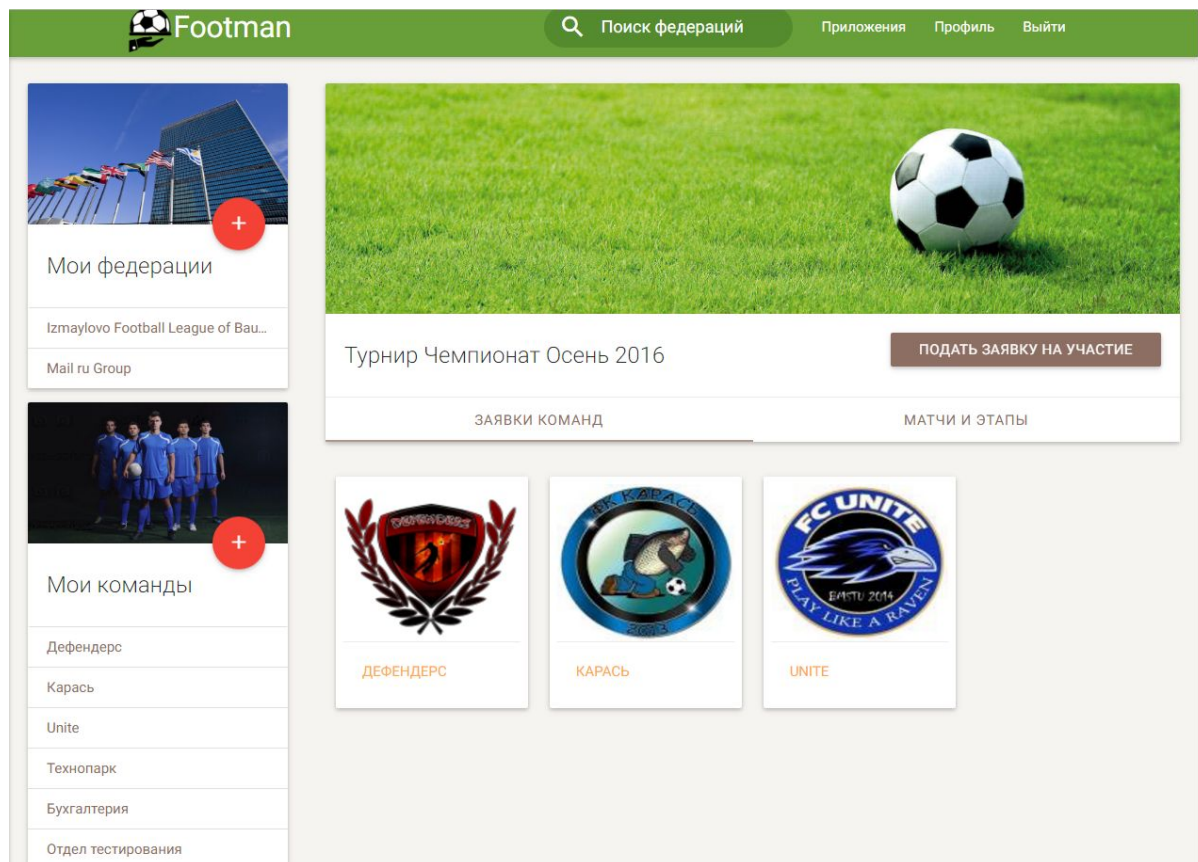 Footman
Поиск федераций
Приложения
Профиль
Выйти
+
Мои федерации
Izmaylovo Football League of Bau...
Mail ru Group
+
Мои команды
Дефендерс
Карась
Unite
Технопарк
Бухгалтерия
Отдел тестирования
Турнир Чемпионат Осень 2016
ПОДАТЬ ЗАЯВКУ НА УЧАСТИЕ
ЗАЯВКИ КОМАНД
МАТЧИ И ЭТАПЫ
DEFENDERS
ДЕФЕНДЕРС
ФК КАРАСЬ
2013
КАРАСЬ
FC UNITE
BMSTU 2014
PLAY LIKE A RAVEN
UNITE